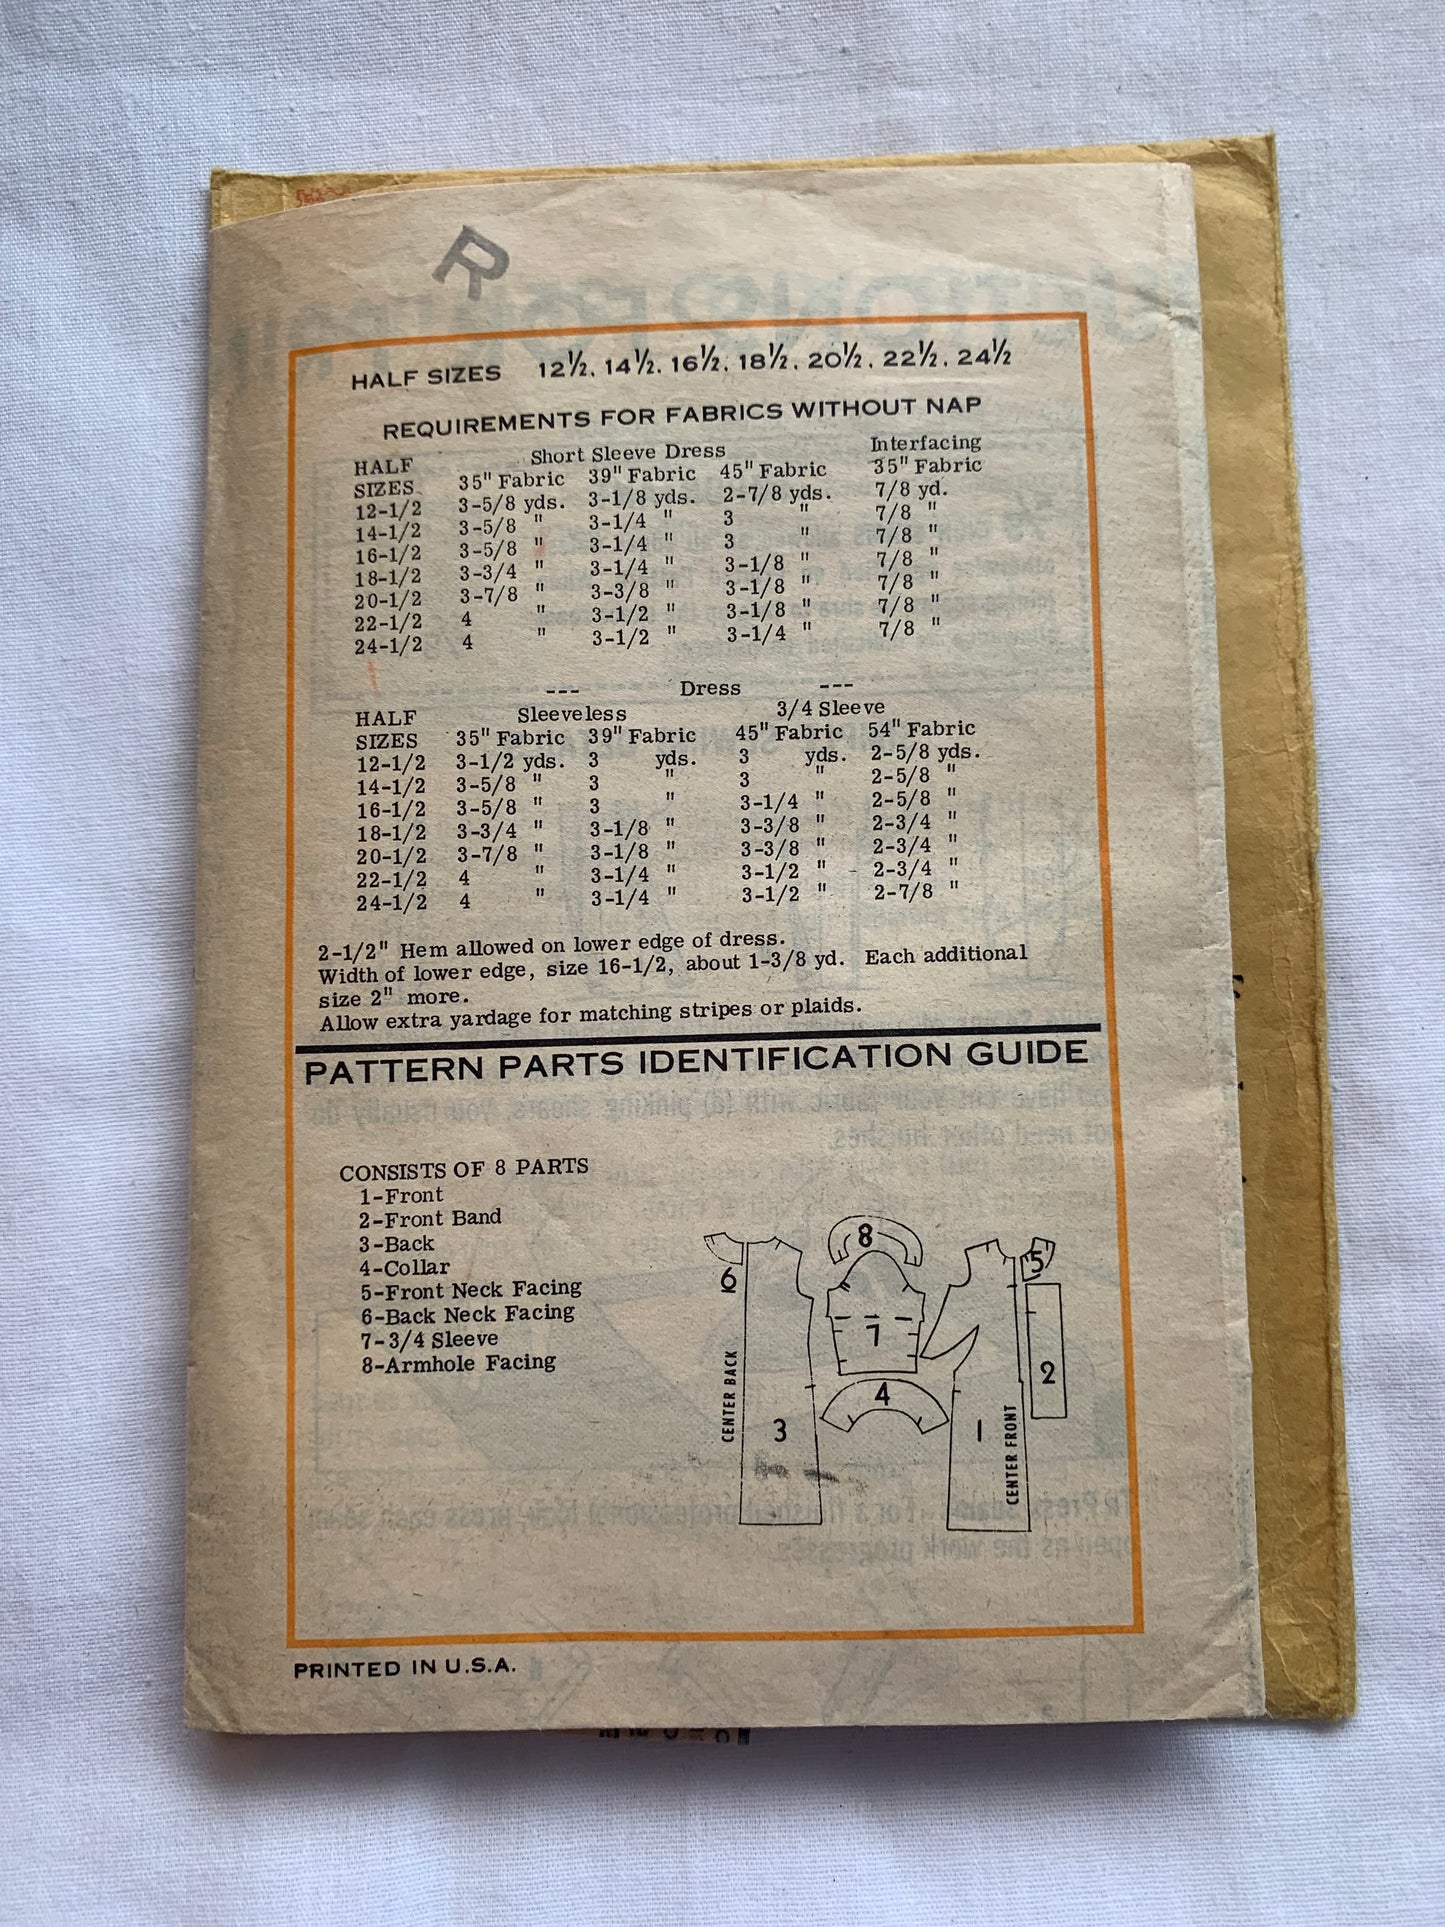 R
HALF SIZES 12½, 14½, 16½, 18½, 20½, 22½, 24½
REQUIREMENTS FOR FABRICS WITHOUT NAP
HALF Short Sleeve Dress Interfacing
SIZES 35" Fabric 39" Fabric 45" Fabric 35" Fabric
12-1/2 3-5/8 yds. 3-1/8 yds. 2-7/8 yds. 7/8 yd.
14-1/2 3-5/8 " 3-1/4 " 3 " 7/8 "
16-1/2 3-5/8 " 3-1/4 " 3 " 7/8 "
18-1/2 3-3/4 " 3-1/4 " 3-1/8 " 7/8 "
20-1/2 3-7/8 " 3-3/8 " 3-1/8 " 7/8 "
22-1/2 4 " 3-1/2 " 3-1/8 " 7/8 "
24-1/2 4 " 3-1/2 " 3-1/4 " 7/8 "
--- Dress ---
HALF Sleeveless 3/4 Sleeve
SIZES 35" Fabric 39" Fabric 45" Fabric 54" Fabric
12-1/2 3-1/2 yds. 3 yds. 3 yds. 2-5/8 yds.
14-1/2 3-5/8 " 3 " 3 " 2-5/8 "
16-1/2 3-5/8 " 3 " 3-1/4 " 2-5/8 "
18-1/2 3-3/4 " 3-1/8 " 3-3/8 " 2-3/4 "
20-1/2 3-7/8 " 3-1/8 " 3-3/8 " 2-3/4 "
22-1/2 4 " 3-1/4 " 3-1/2 " 2-3/4 "
24-1/2 4 " 3-1/4 " 3-1/2 " 2-7/8 "
2-1/2" Hem allowed on lower edge of dress.
Width of lower edge, size 16-1/2, about 1-3/8 yd. Each additional
size 2" more.
Allow extra yardage for matching stripes or plaids.
PATTERN PARTS IDENTIFICATION GUIDE
CONSISTS OF 8 PARTS
1-Front
2-Front Band
3-Back
4-Collar
5-Front Neck Facing
6-Back Neck Facing
7-3/4 Sleeve
8-Armhole Facing
8
5
6
7
2
4
CENTER BACK
3
1
CENTER FRONT
PRINTED IN U.S.A.